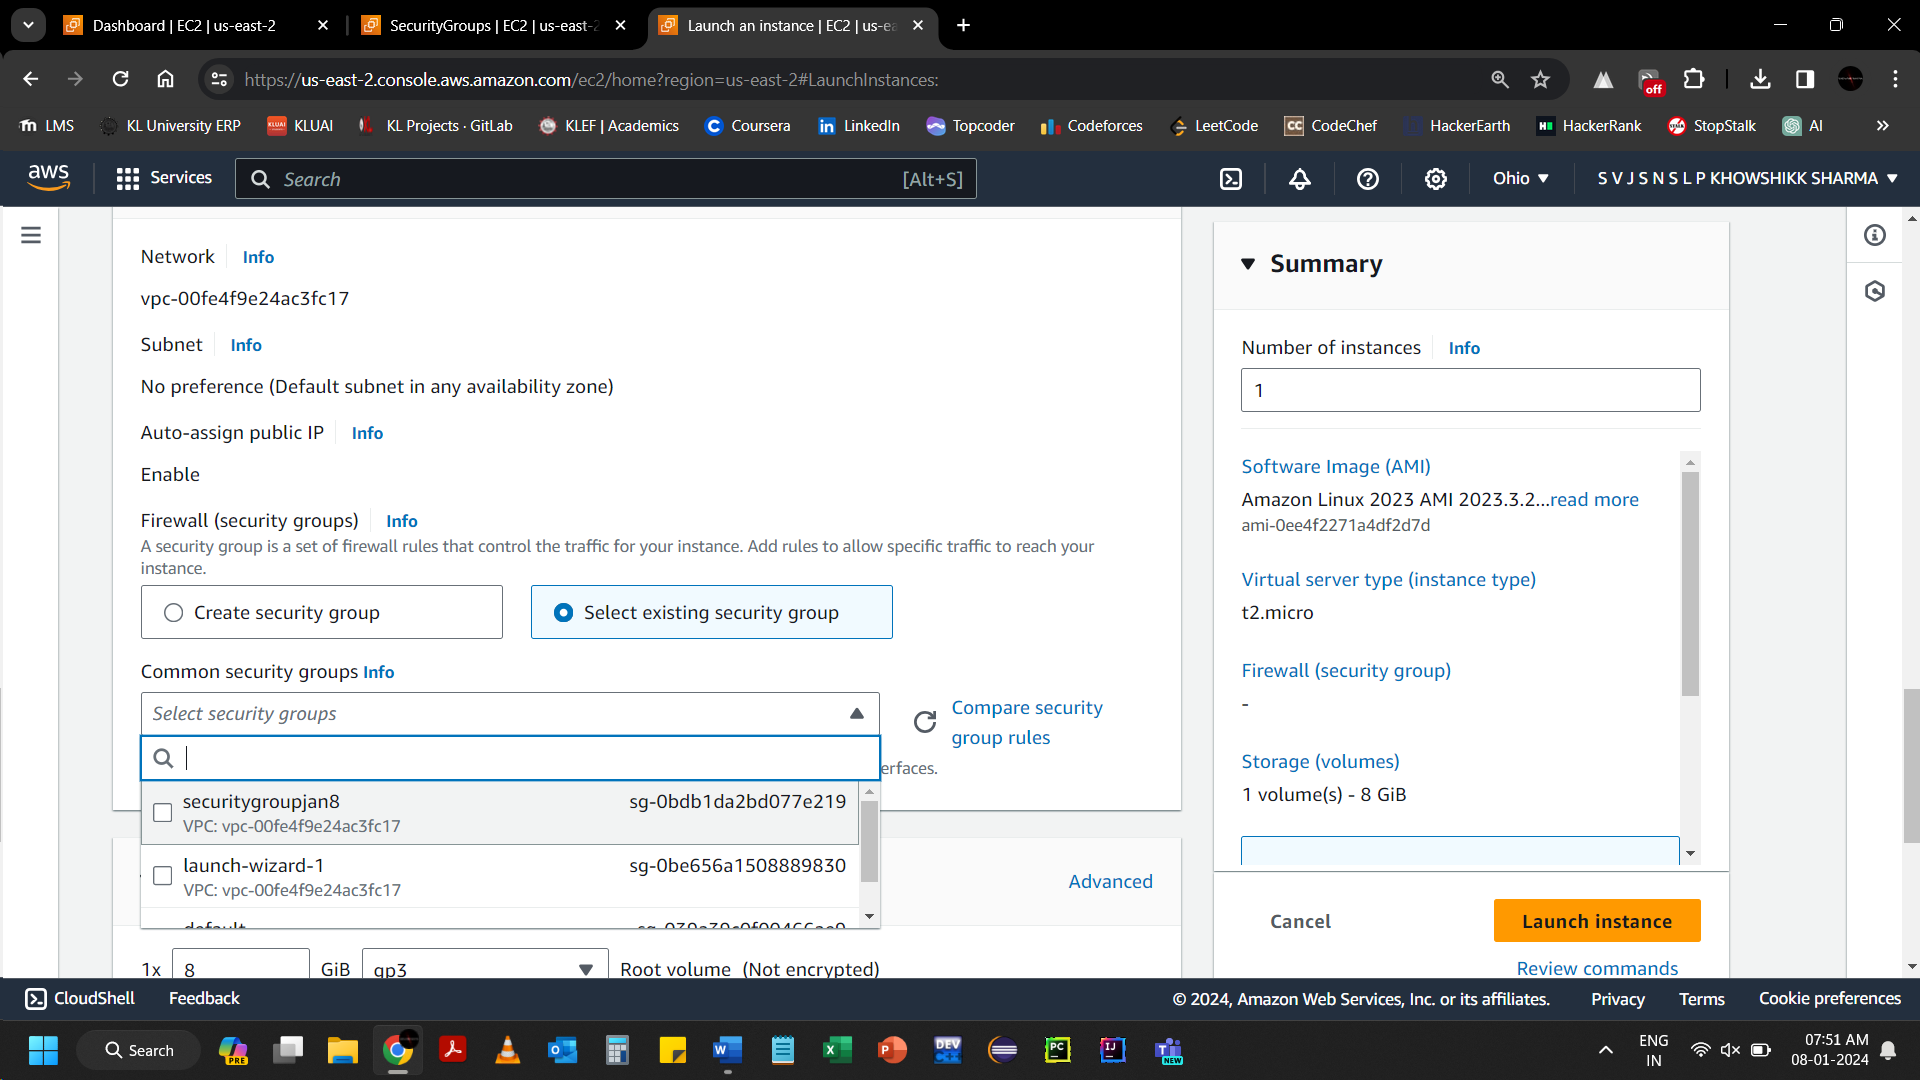 Dashboard | EC2 | us-east-2
SecurityGroups | EC2 | us-east-2
Launch an instance | EC2 | us-ea
https://us-east-2.console.aws.amazon.com/ec2/home?region=us-east-2#LaunchInstances:
off
LMS
KL University ERP
KLUAI
KL Projects · GitLab
KLEF | Academics
Coursera
LinkedIn
Topcoder
Codeforces
LeetCode
CodeChef
HackerEarth
HackerRank
StopStalk
AI
aws
Services
Search
[Alt+S]
Ohio
S V J S N S L P KHOWSHIKK SHARMA
Network
Info
vpc-00fe4f9e24ac3fc17
Subnet
Info
No preference (Default subnet in any availability zone)
Auto-assign public IP
Info
Enable
Firewall (security groups)
Info
A security group is a set of firewall rules that control the traffic for your instance. Add rules to allow specific traffic to reach your
instance.
Create security group
Select existing security group
Common security groups Info
Select security groups
Compare security
group rules
erfaces.
securitygroupjan8
sg-0bdb1da2bd077e219
VPC: vpc-00fe4f9e24ac3fc17
launch-wizard-1
sg-0be656a1508889830
VPC: vpc-00fe4f9e24ac3fc17
default
Advanced
1x
8
GiB
gp3
Root volume (Not encrypted)
Summary
Number of instances
Info
1
Software Image (AMI)
Amazon Linux 2023 AMI 2023.3.2...read more
ami-0ee4f2271a4df2d7d
Virtual server type (instance type)
t2.micro
Firewall (security group)
-
Storage (volumes)
1 volume(s) - 8 GiB
Cancel
Launch instance
Review commands
CloudShell
Feedback
© 2024, Amazon Web Services, Inc. or its affiliates.
Privacy
Terms
Cookie preferences
Search
PRE
DEV
PC
IJ
NEW
ENG
IN
07:51 AM
08-01-2024